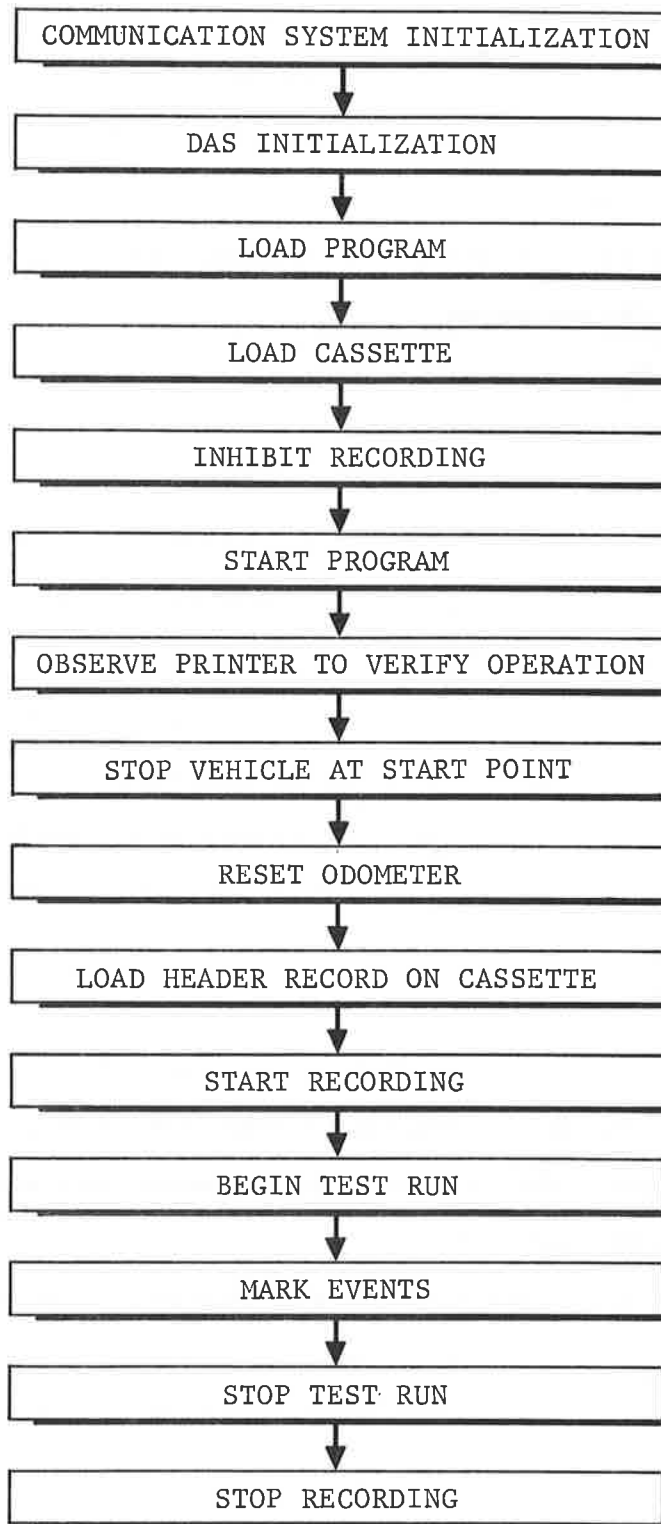 COMMUNICATION SYSTEM INITIALIZATION
DAS INITIALIZATION
LOAD PROGRAM
LOAD CASSETTE
INHIBIT RECORDING
START PROGRAM
OBSERVE PRINTER TO VERIFY OPERATION
STOP VEHICLE AT START POINT
RESET ODOMETER
LOAD HEADER RECORD ON CASSETTE
START RECORDING
BEGIN TEST RUN
MARK EVENTS
STOP TEST RUN
STOP RECORDING